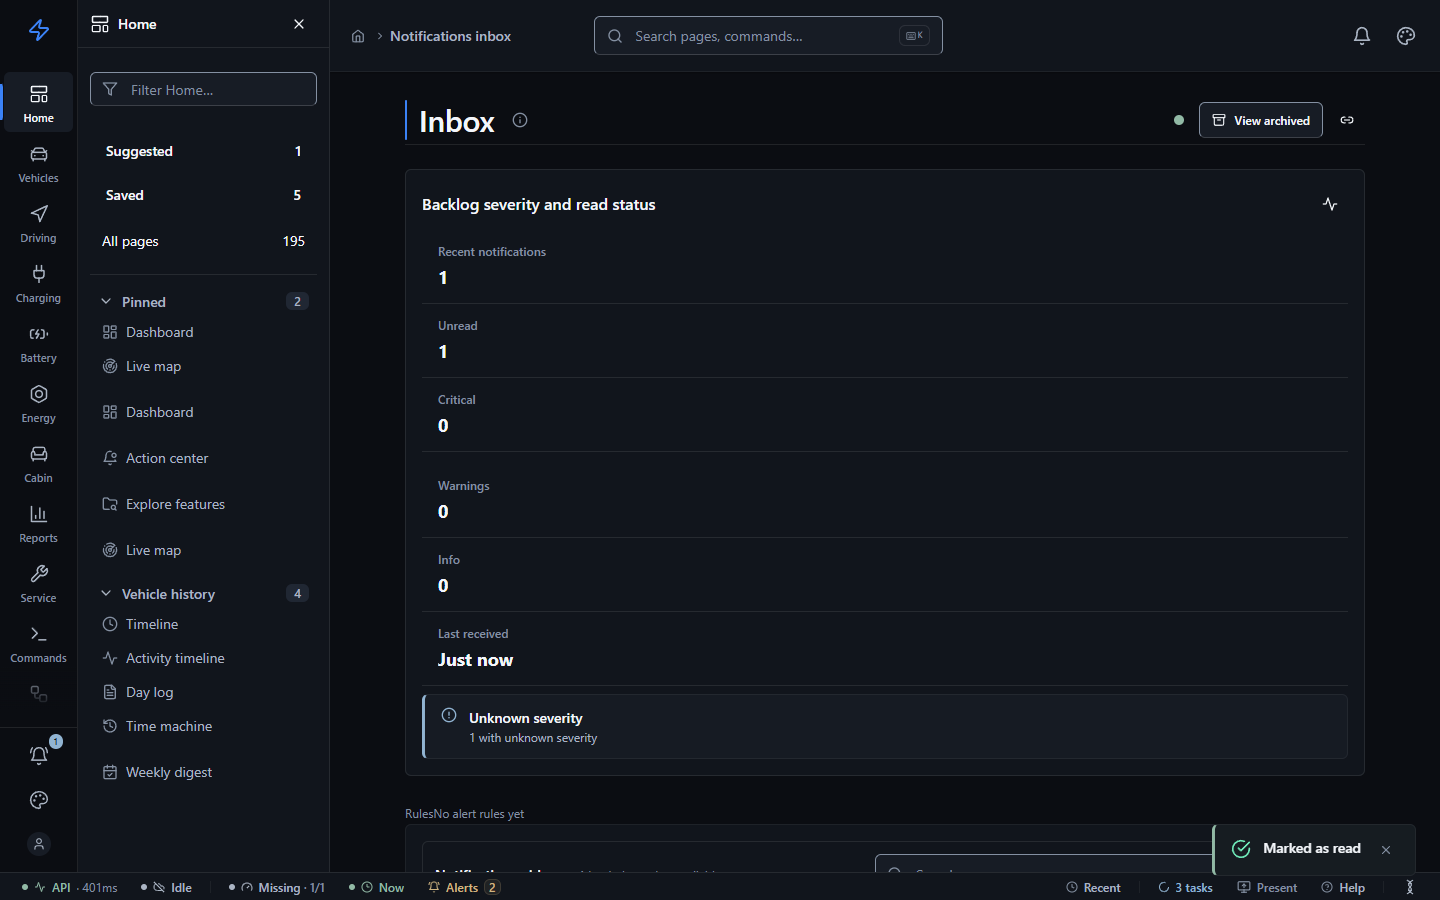 Home
Vehicles
Driving
Charging
Battery
Energy
Cabin
Reports
Service
Commands
1
Home
Filter Home...
Suggested 1
Saved 5
All pages 195
Pinned 2
Dashboard
Live map
Dashboard
Action center
Explore features
Live map
Vehicle history 4
Timeline
Activity timeline
Day log
Time machine
Weekly digest
Notifications inbox
Search pages, commands... K
Inbox
View archived
Backlog severity and read status
Recent notifications
1
Unread
1
Critical
0
Warnings
0
Info
0
Last received
Just now
Unknown severity
1 with unknown severity
RulesNo alert rules yet
Marked as read
API · 401ms
Idle
Missing · 1/1
Now
Alerts 2
Recent
3 tasks
Present
Help